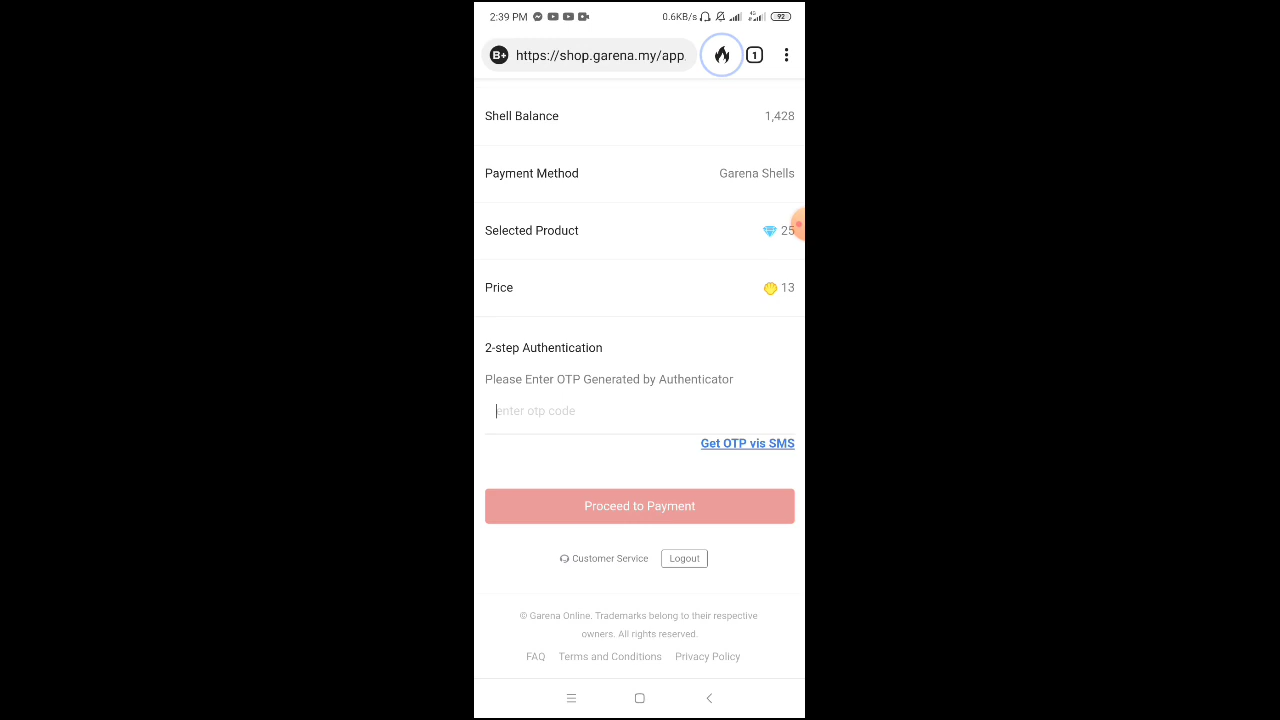 2:39 PM 0.6KB/s 4G 92
B+ https://shop.garena.my/app 1
Shell Balance 1,428
Payment Method Garena Shells
Selected Product 25
Price 13
2-step Authentication
Please Enter OTP Generated by Authenticator
enter otp code
Get OTP vis SMS
Proceed to Payment
Customer Service Logout
© Garena Online. Trademarks belong to their respective
owners. All rights reserved.
FAQ Terms and Conditions Privacy Policy